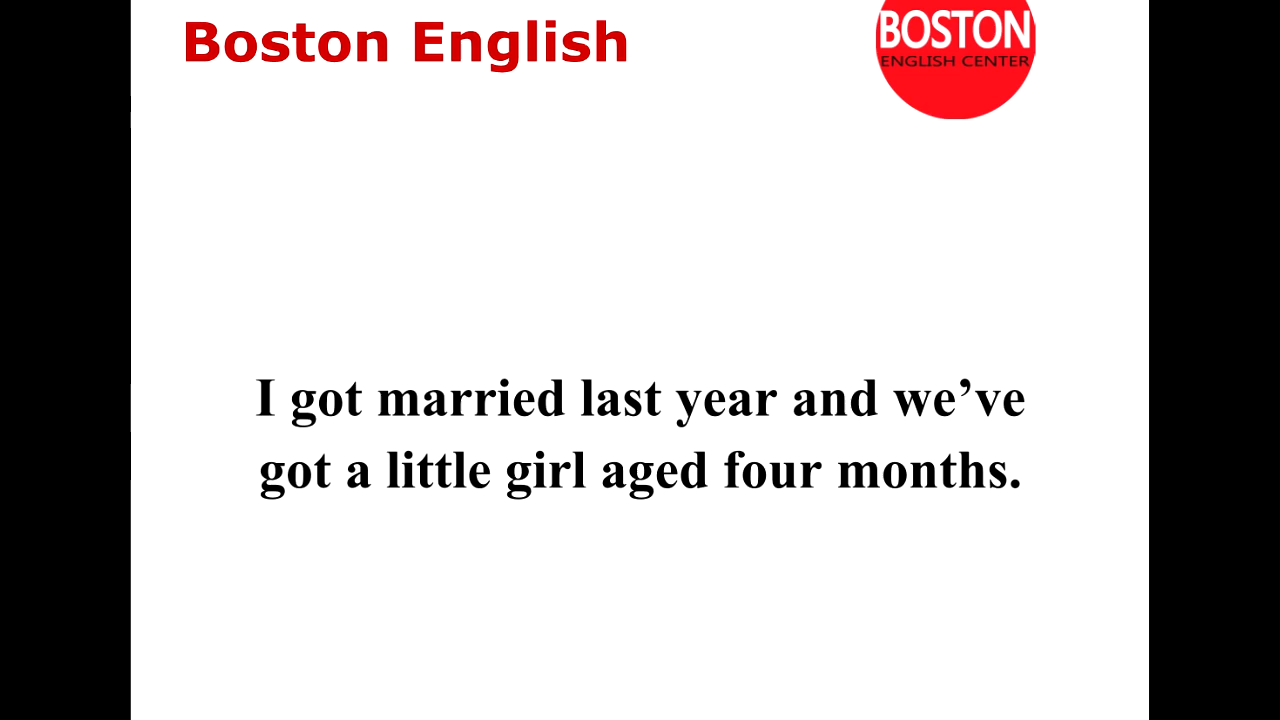 Boston English
BOSTON
ENGLISH CENTER
I got married last year and we’ve
got a little girl aged four months.